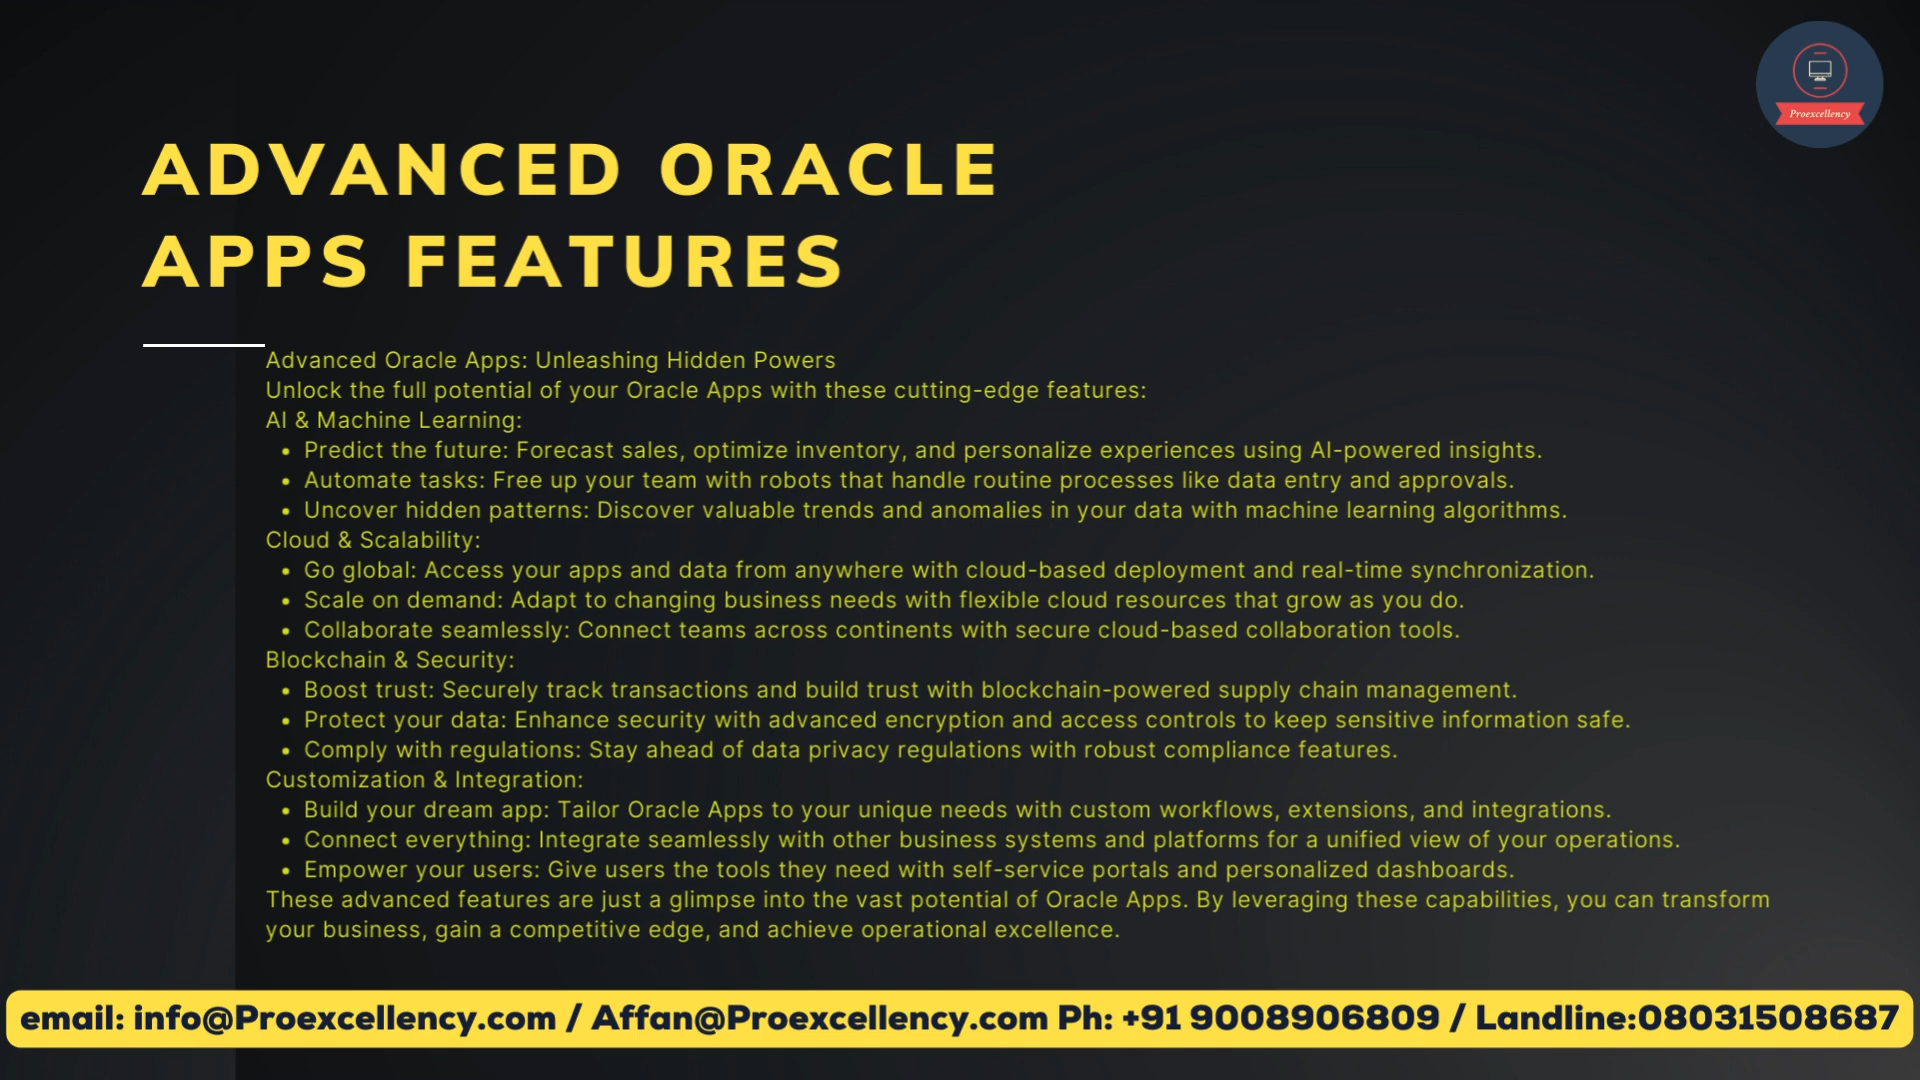 Proexcellency
ADVANCED ORACLE
APPS FEATURES
Advanced Oracle Apps: Unleashing Hidden Powers
Unlock the full potential of your Oracle Apps with these cutting-edge features:
AI & Machine Learning:
• Predict the future: Forecast sales, optimize inventory, and personalize experiences using AI-powered insights.
• Automate tasks: Free up your team with robots that handle routine processes like data entry and approvals.
• Uncover hidden patterns: Discover valuable trends and anomalies in your data with machine learning algorithms.
Cloud & Scalability:
• Go global: Access your apps and data from anywhere with cloud-based deployment and real-time synchronization.
• Scale on demand: Adapt to changing business needs with flexible cloud resources that grow as you do.
• Collaborate seamlessly: Connect teams across continents with secure cloud-based collaboration tools.
Blockchain & Security:
• Boost trust: Securely track transactions and build trust with blockchain-powered supply chain management.
• Protect your data: Enhance security with advanced encryption and access controls to keep sensitive information safe.
• Comply with regulations: Stay ahead of data privacy regulations with robust compliance features.
Customization & Integration:
• Build your dream app: Tailor Oracle Apps to your unique needs with custom workflows, extensions, and integrations.
• Connect everything: Integrate seamlessly with other business systems and platforms for a unified view of your operations.
• Empower your users: Give users the tools they need with self-service portals and personalized dashboards.
These advanced features are just a glimpse into the vast potential of Oracle Apps. By leveraging these capabilities, you can transform
your business, gain a competitive edge, and achieve operational excellence.
email: info@Proexcellency.com / Affan@Proexcellency.com Ph: +91 9008906809 / Landline:08031508687